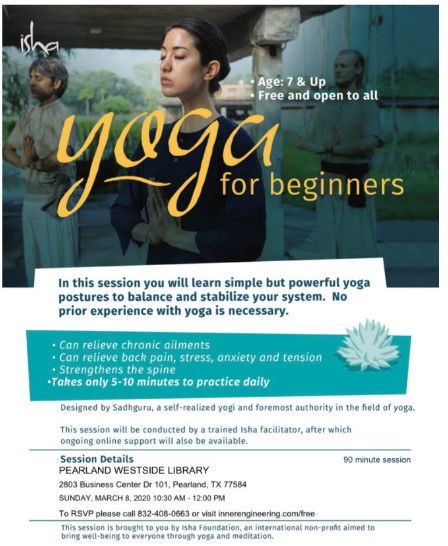 isha
• Age: 7 & Up
• Free and open to all
yoga
for beginners
In this session you will learn simple but powerful yoga
postures to balance and stabilize your system. No
prior experience with yoga is necessary.
• Can relieve chronic ailments
• Can relieve back pain, stress, anxiety and tension
• Strengthens the spine
•Takes only 5-10 minutes to practice daily
Designed by Sadhguru, a self-realized yogi and foremost authority in the field of yoga.
This session will be conducted by a trained Isha facilitator, after which
ongoing online support will also be available.
Session Details 90 minute session
PEARLAND WESTSIDE LIBRARY
2803 Business Center Dr 101, Pearland, TX 77584
SUNDAY, MARCH 8, 2020 10:30 AM - 12:00 PM
To RSVP please call 832-408-0663 or visit innerengineering.com/free
This session is brought to you by Isha Foundation, an international non-profit aimed to
bring well-being to everyone through yoga and meditation.